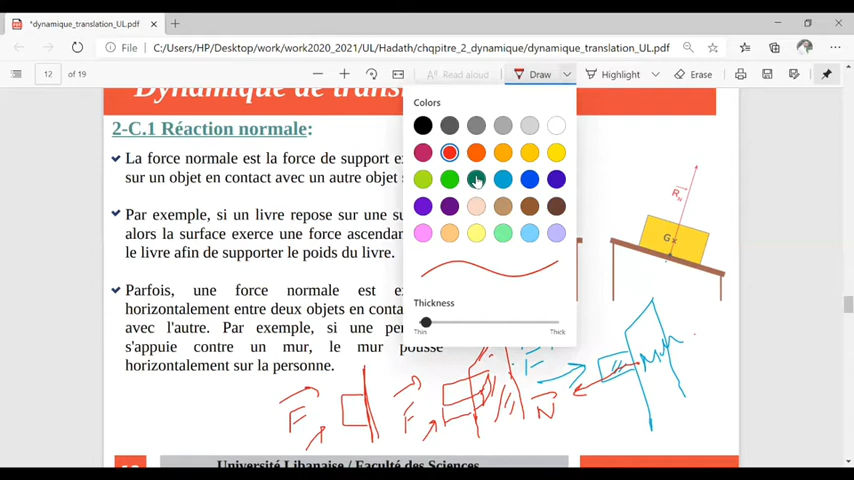 *dynamique_translation_UL.pdf
File C:/Users/HP/Desktop/work/work2020_2021/UL/Hadath/chqpitre_2_dynamique/dynamique_translation_UL.pdf
12 of 19 Read aloud Draw Highlight Erase
Dynamique de
Colors
2-C.1 Réaction normale:
La force normale est la force de support
sur un objet en contact avec un autre objet
Par exemple, si un livre repose sur une
alors la surface exerce une force ascendan
le livre afin de supporter le poids du livre.
Parfois, une force normale est
horizontalement entre deux objets en contac
avec l'autre. Par exemple, si une
s'appuie contre un mur, le mur pousse
horizontalement sur la personne.
Thickness
Thin Thick
R_N
G x
F
mur
F F N
Université Libanaise / Faculté des Sciences